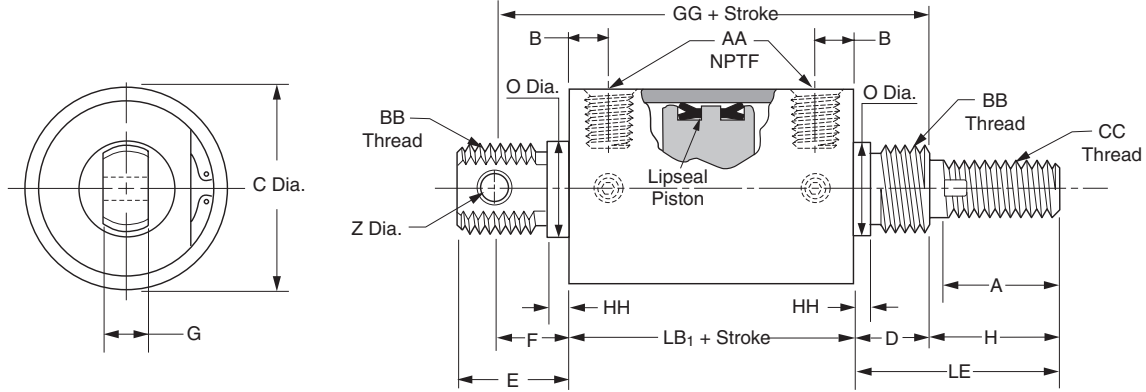 GG + Stroke
B
AA
NPTF
B
O Dia.
O Dia.
BB
Thread
BB
Thread
CC
Thread
C Dia.
Lipseal
Piston
Z Dia.
A
G
HH
HH
F
LB1 + Stroke
D
H
E
LE